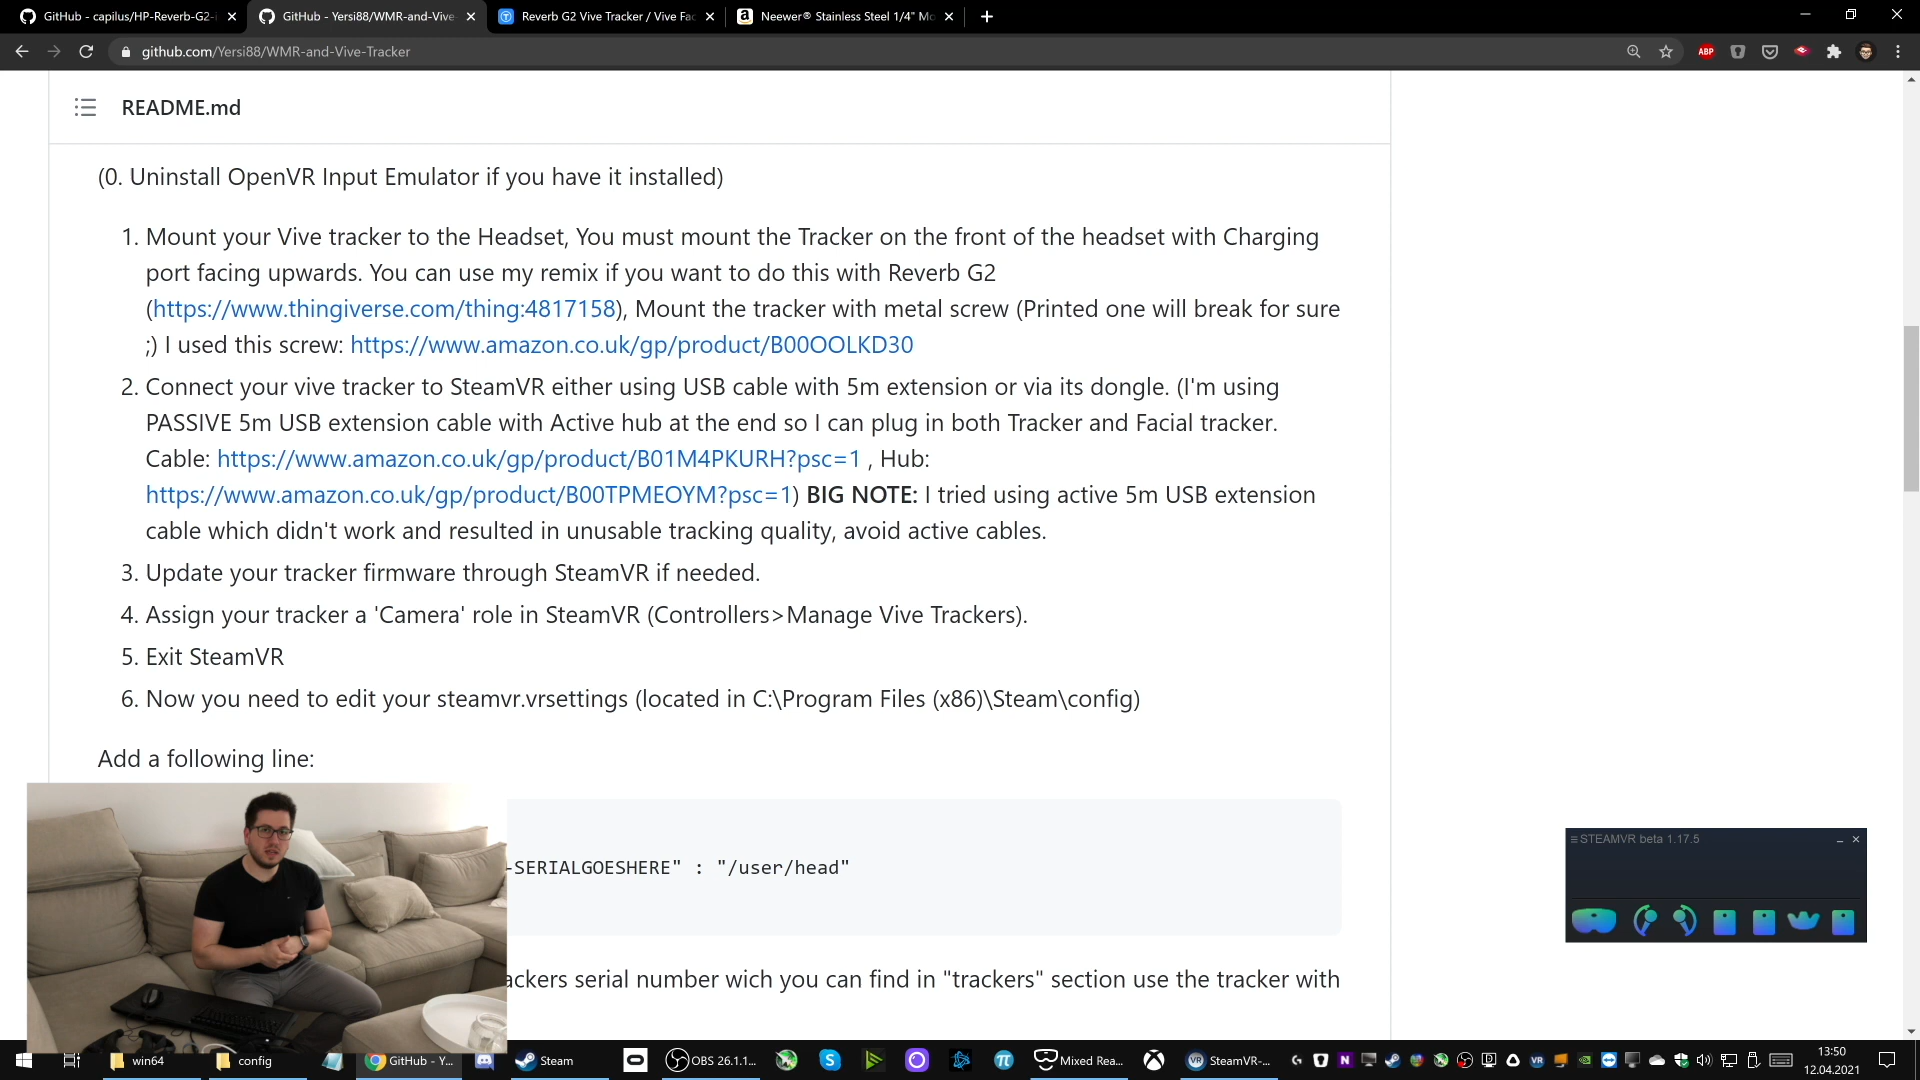 GitHub - capilus/HP-Reverb-G2-i
GitHub - Yersi88/WMR-and-Vive-
Reverb G2 Vive Tracker / Vive Fac
Neewer® Stainless Steel 1/4" Mo
github.com/Yersi88/WMR-and-Vive-Tracker
ABP
README.md
(0. Uninstall OpenVR Input Emulator if you have it installed)
1. Mount your Vive tracker to the Headset, You must mount the Tracker on the front of the headset with Charging
port facing upwards. You can use my remix if you want to do this with Reverb G2
(https://www.thingiverse.com/thing:4817158), Mount the tracker with metal screw (Printed one will break for sure
;) I used this screw: https://www.amazon.co.uk/gp/product/B00OOLKD30
2. Connect your vive tracker to SteamVR either using USB cable with 5m extension or via its dongle. (I'm using
PASSIVE 5m USB extension cable with Active hub at the end so I can plug in both Tracker and Facial tracker.
Cable: https://www.amazon.co.uk/gp/product/B01M4PKURH?psc=1 , Hub:
https://www.amazon.co.uk/gp/product/B00TPMEOYM?psc=1) BIG NOTE: I tried using active 5m USB extension
cable which didn't work and resulted in unusable tracking quality, avoid active cables.
3. Update your tracker firmware through SteamVR if needed.
4. Assign your tracker a 'Camera' role in SteamVR (Controllers>Manage Vive Trackers).
5. Exit SteamVR
6. Now you need to edit your steamvr.vrsettings (located in C:\Program Files (x86)\Steam\config)
Add a following line:
-SERIALGOESHERE" : "/user/head"
ackers serial number wich you can find in "trackers" section use the tracker with
STEAMVR beta 1.17.5
win64
config
GitHub - Y...
Steam
OBS 26.1.1...
Mixed Rea...
SteamVR-...
13:50
12.04.2021